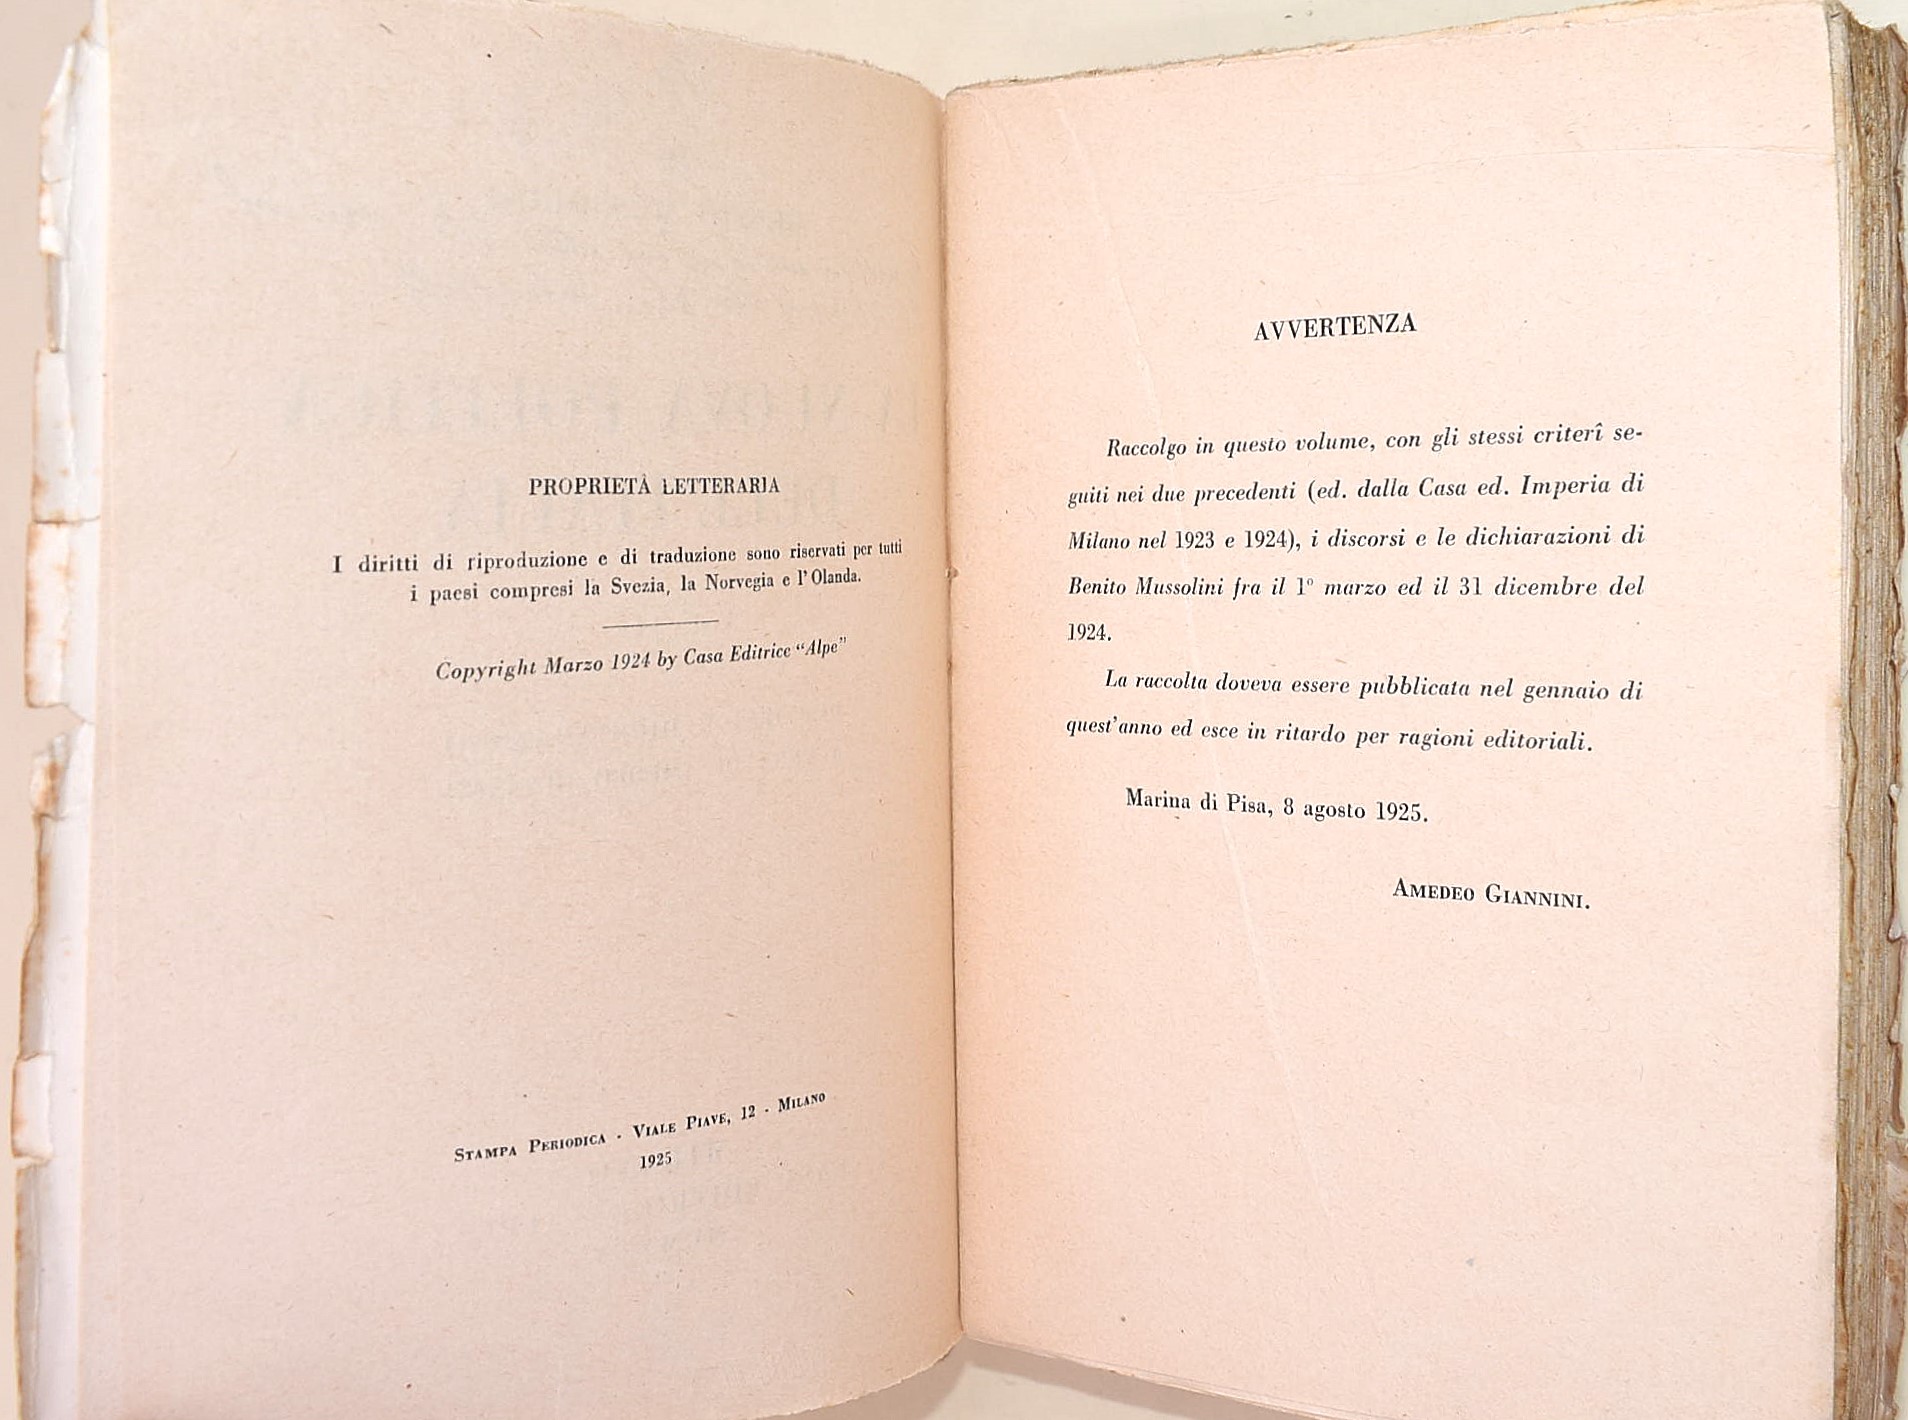 PROPRIETÀ LETTERARIA
I diritti di riproduzione e di traduzione sono riservati per tutti
i paesi compresi la Svezia, la Norvegia e l'Olanda.
Copyright Marzo 1924 by Casa Editrice "Alpe"
STAMPA PERIODICA - VIALE PIAVE, 12 - MILANO
1925
AVVERTENZA
Raccolgo in questo volume, con gli stessi criterî se-
guiti nei due precedenti (ed. dalla Casa ed. Imperia di
Milano nel 1923 e 1924), i discorsi e le dichiarazioni di
Benito Mussolini fra il 1º marzo ed il 31 dicembre del
1924.
La raccolta doveva essere pubblicata nel gennaio di
quest'anno ed esce in ritardo per ragioni editoriali.
Marina di Pisa, 8 agosto 1925.
AMEDEO GIANNINI.